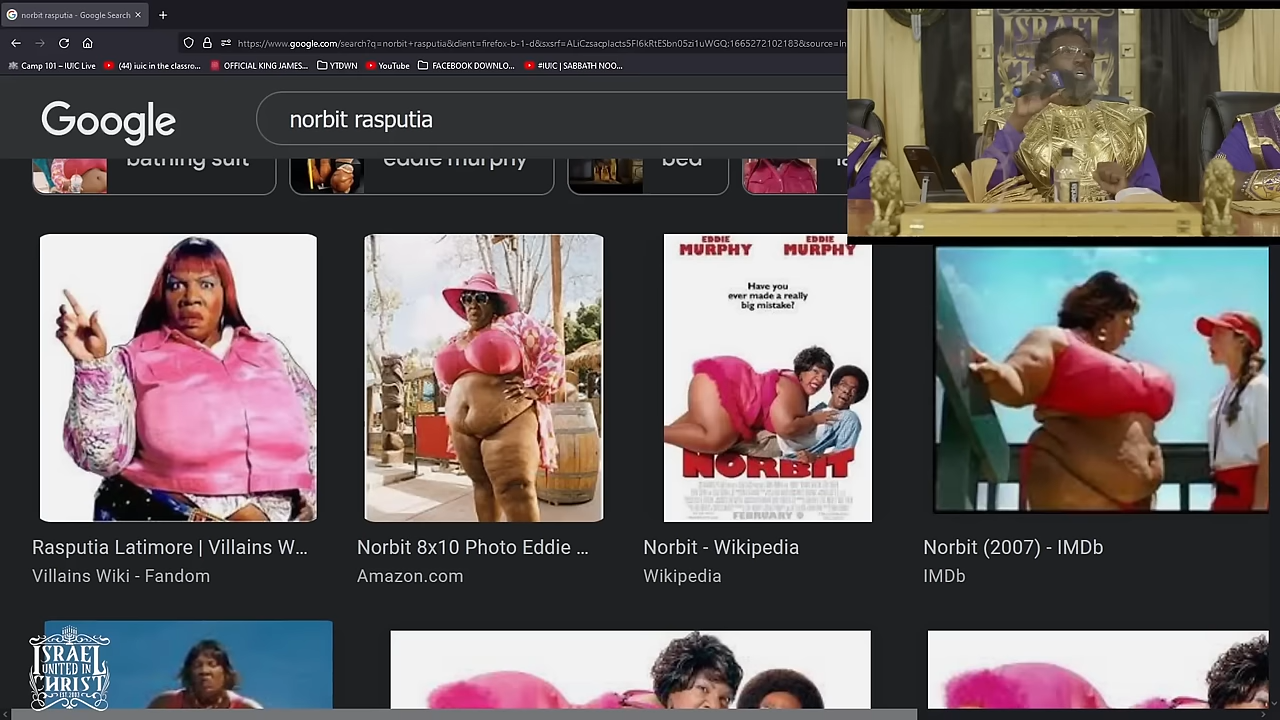 norbit rasputia - Google Search
https://www.google.com/search?q=norbit+rasputia&client=firefox-b-1-d&sxsrf=
Camp 101 – IUIC Live
(44) iuic in the classro...
OFFICIAL KING JAMES...
YTDWN
YouTube
FACEBOOK DOWNLO...
#IUIC | SABBATH NOO...
Google
norbit rasputia
bathing suit
eddie murphy
bed
ISRAEL
EDDIE
MURPHY
EDDIE
MURPHY
Have you
ever made a really
big mistake?
NORBIT
FEBRUARY 9
Rasputia Latimore | Villains W...
Villains Wiki - Fandom
Norbit 8x10 Photo Eddie ...
Amazon.com
Norbit - Wikipedia
Wikipedia
Norbit (2007) - IMDb
IMDb
ISRAEL
UNITED IN
CHRIST